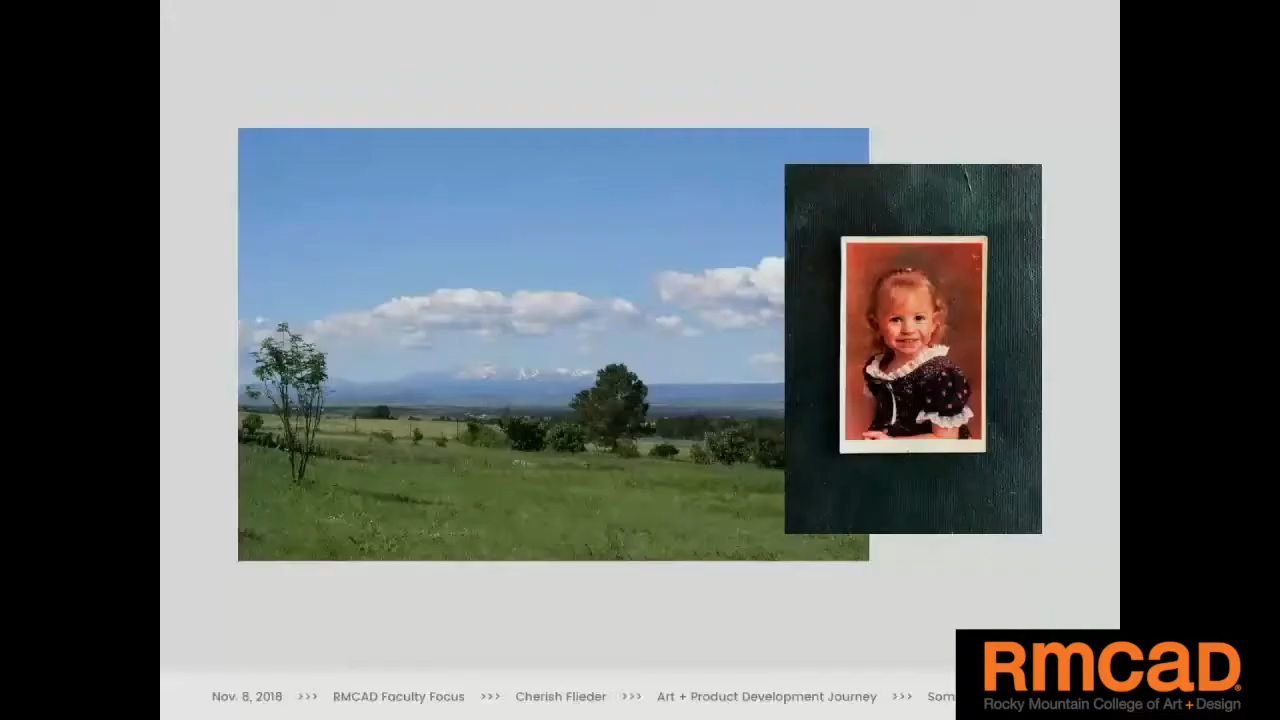 Nov. 8, 2018 >>> RMCAD Faculty Focus >>> Cherish Flieder >>> Art + Product Development Journey >>> Som
RMCAD®
Rocky Mountain College of Art + Design